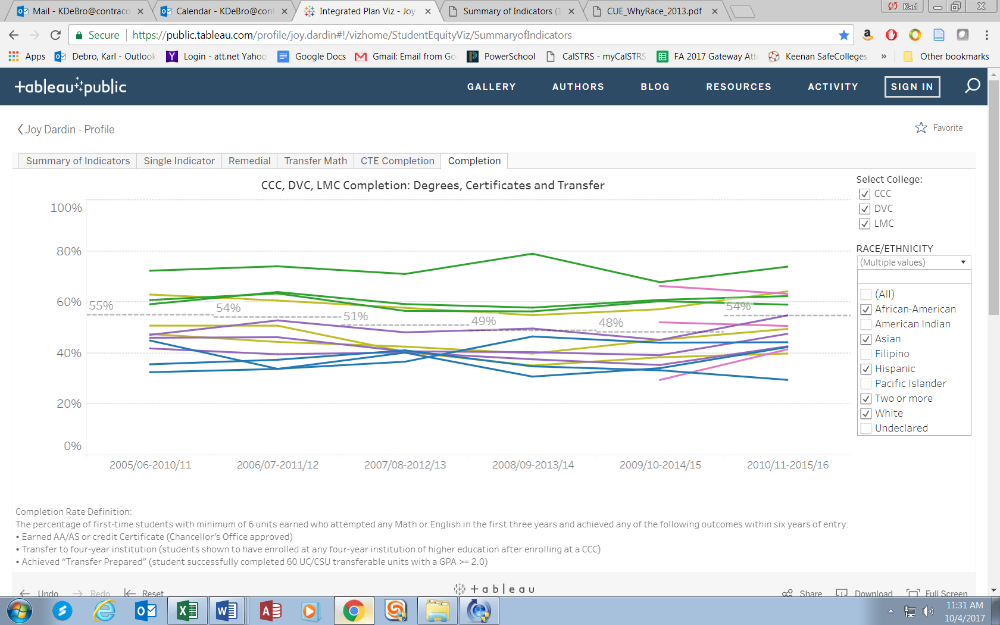 Mail - KDeBro@contraco
Calendar - KDeBro@cont
Integrated Plan Viz - Joy
Summary of Indicators (1
CUE_WhyRace_2013.pdf
Karl
Secure
https://public.tableau.com/profile/joy.dardin#!/vizhome/StudentEquityViz/SummaryofIndicators
Apps
Debro, Karl - Outlook
Login - att.net Yahoo
Google Docs
Gmail: Email from Go
PowerSchool
CalSTRS - myCalSTRS
FA 2017 Gateway Atte
Keenan SafeColleges
»
Other bookmarks
tableau public
GALLERY
AUTHORS
BLOG
RESOURCES
ACTIVITY
SIGN IN
Joy Dardin - Profile
Favorite
Summary of Indicators
Single Indicator
Remedial
Transfer Math
CTE Completion
Completion
CCC, DVC, LMC Completion: Degrees, Certificates and Transfer
100%
80%
60%
40%
20%
0%
55%
54%
51%
49%
48%
54%
2005/06-2010/11
2006/07-2011/12
2007/08-2012/13
2008/09-2013/14
2009/10-2014/15
2010/11-2015/16
Select College:
CCC
DVC
LMC
RACE/ETHNICITY
(Multiple values)
(All)
African-American
American Indian
Asian
Filipino
Hispanic
Pacific Islander
Two or more
White
Undeclared
Completion Rate Definition:
The percentage of first-time students with minimum of 6 units earned who attempted any Math or English in the first three years and achieved any of the following outcomes within six years of entry:
• Earned AA/AS or credit Certificate (Chancellor's Office approved)
• Transfer to four-year institution (students shown to have enrolled at any four-year institution of higher education after enrolling at a CCC)
• Achieved “Transfer Prepared” (student successfully completed 60 UC/CSU transferable units with a GPA >= 2.0)
Undo
Redo
Reset
tableau
Share
Download
Full Screen
11:31 AM
10/4/2017